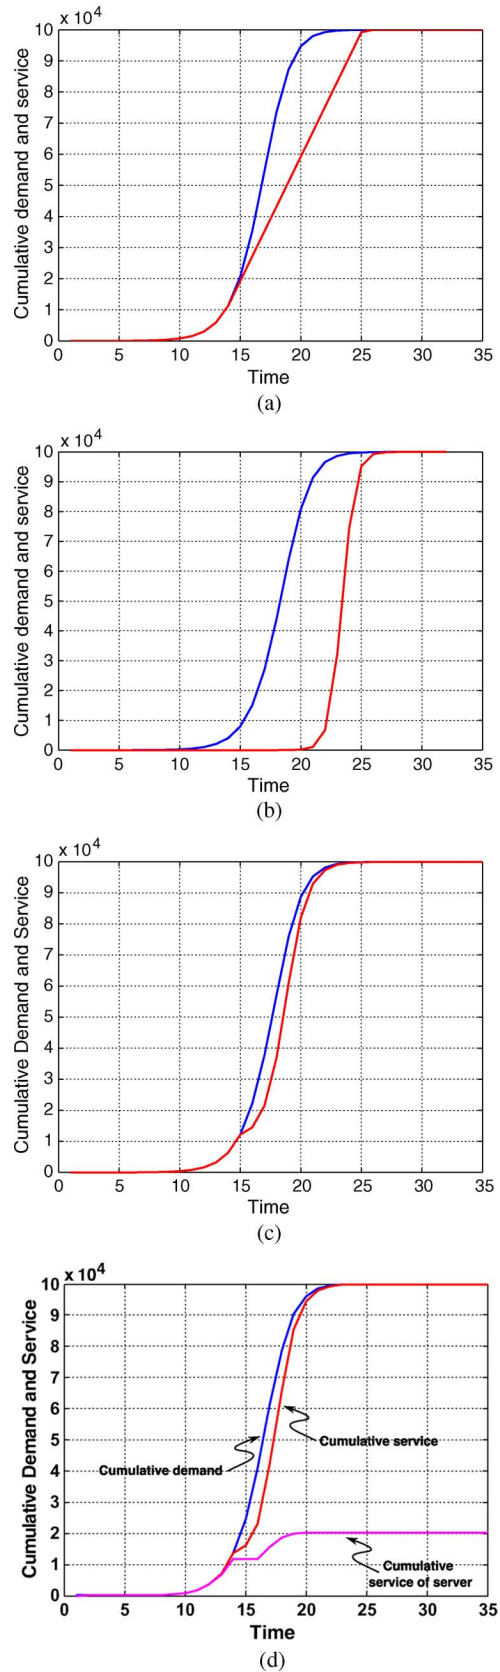 10 x 10^4
9
8
7
6
5
4
3
2
1
0
Cumulative demand and service
0 5 10 15 20 25 30 35
Time
(a)
10 x 10^4
9
8
7
6
5
4
3
2
1
0
Cumulative demand and service
0 5 10 15 20 25 30 35
Time
(b)
10 x 10^4
9
8
7
6
5
4
3
2
1
0
Cumulative Demand and Service
0 5 10 15 20 25 30 35
Time
(c)
10 x 10^4
9
8
7
6
5
4
3
2
1
0
Cumulative Demand and Service
Cumulative service
Cumulative demand
Cumulative
service of server
0 5 10 15 20 25 30 35
Time
(d)